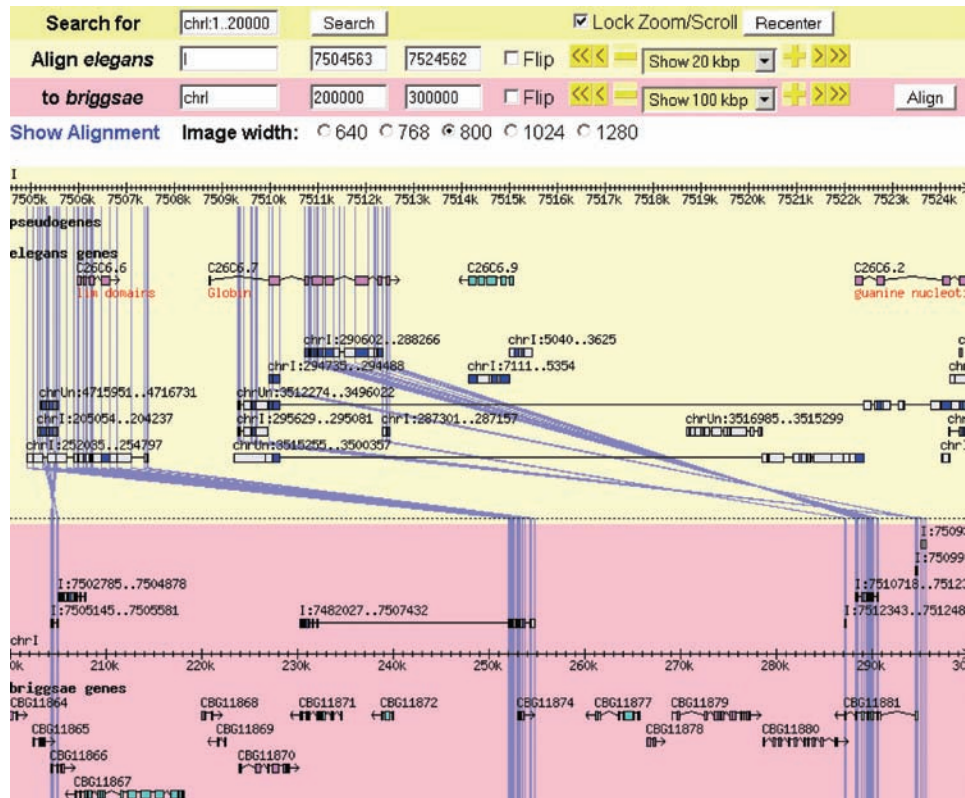 Search for chrI:1..20000 Search Lock Zoom/Scroll Recenter
Align elegans I 7504563 7524562 Flip << < Show 20 kbp > >>
to briggsae chrI 200000 300000 Flip << < Show 100 kbp > >> Align
Show Alignment Image width: 640 768 800 1024 1280
I
7505k 7506k 7507k 7508k 7509k 7510k 7511k 7512k 7513k 7514k 7515k 7516k 7517k 7518k 7519k 7520k 7521k 7522k 7523k 7524k
pseudogenes
elegans genes
C26C6.6 C26C6.7 C26C6.9 C26C6.2
lim domains Globin guanine nucleoti
chrI:290602..288266 chrI:5040..3625 c
chrI:294735..294488 chrI:7111..5354 chr
chrUn:4715951..4716731 chrUn:3512274..3496022
chrI:205054..204237 chrI:295629..295081 chrI:287301..287157 chrUn:3516985..3515299 chr
chrI:252035..254797 chrUn:3515255..3500357 chrI
I:7509
I:75099
I:7502785..7504878 I:7510718..7512
I:7505145..7505581 I:7482027..7507432 I:7512343..751248
chrI
0k 210k 220k 230k 240k 250k 260k 270k 280k 290k 30
briggsae genes
CBG11864 CBG11868 CBG11871 CBG11872 CBG11874 CBG11877 CBG11879 CBG11881
CBG11865 CBG11869 CBG11878 CBG11880
CBG11866 CBG11870
CBG11867